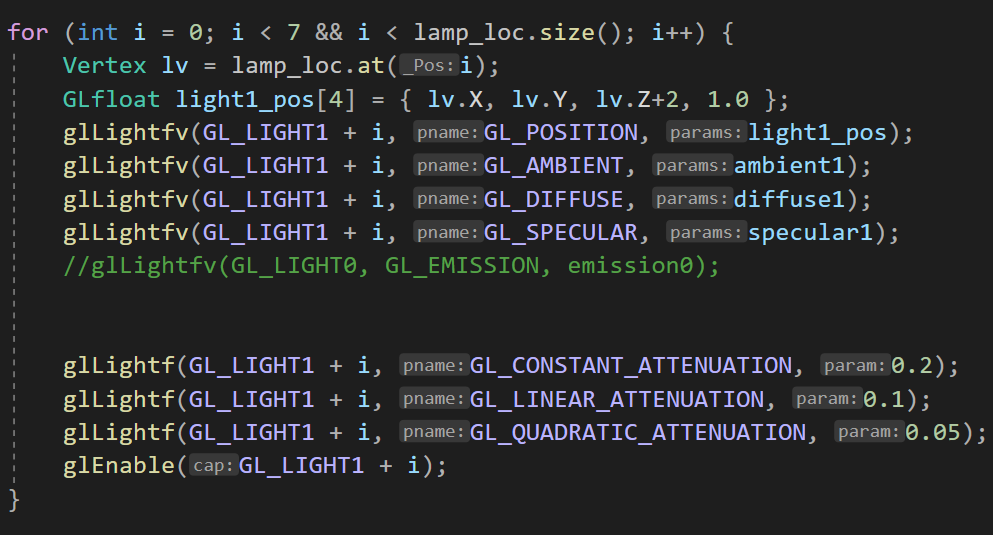 for (int i = 0; i < 7 && i < lamp_loc.size(); i++) {
Vertex lv = lamp_loc.at(_Pos:i);
GLfloat light1_pos[4] = { lv.X, lv.Y, lv.Z+2, 1.0 };
glLightfv(GL_LIGHT1 + i, pname:GL_POSITION, params:light1_pos);
glLightfv(GL_LIGHT1 + i, pname:GL_AMBIENT, params:ambient1);
glLightfv(GL_LIGHT1 + i, pname:GL_DIFFUSE, params:diffuse1);
glLightfv(GL_LIGHT1 + i, pname:GL_SPECULAR, params:specular1);
//glLightfv(GL_LIGHT0, GL_EMISSION, emission0);
glLightf(GL_LIGHT1 + i, pname:GL_CONSTANT_ATTENUATION, param:0.2);
glLightf(GL_LIGHT1 + i, pname:GL_LINEAR_ATTENUATION, param:0.1);
glLightf(GL_LIGHT1 + i, pname:GL_QUADRATIC_ATTENUATION, param:0.05);
glEnable(cap:GL_LIGHT1 + i);
}